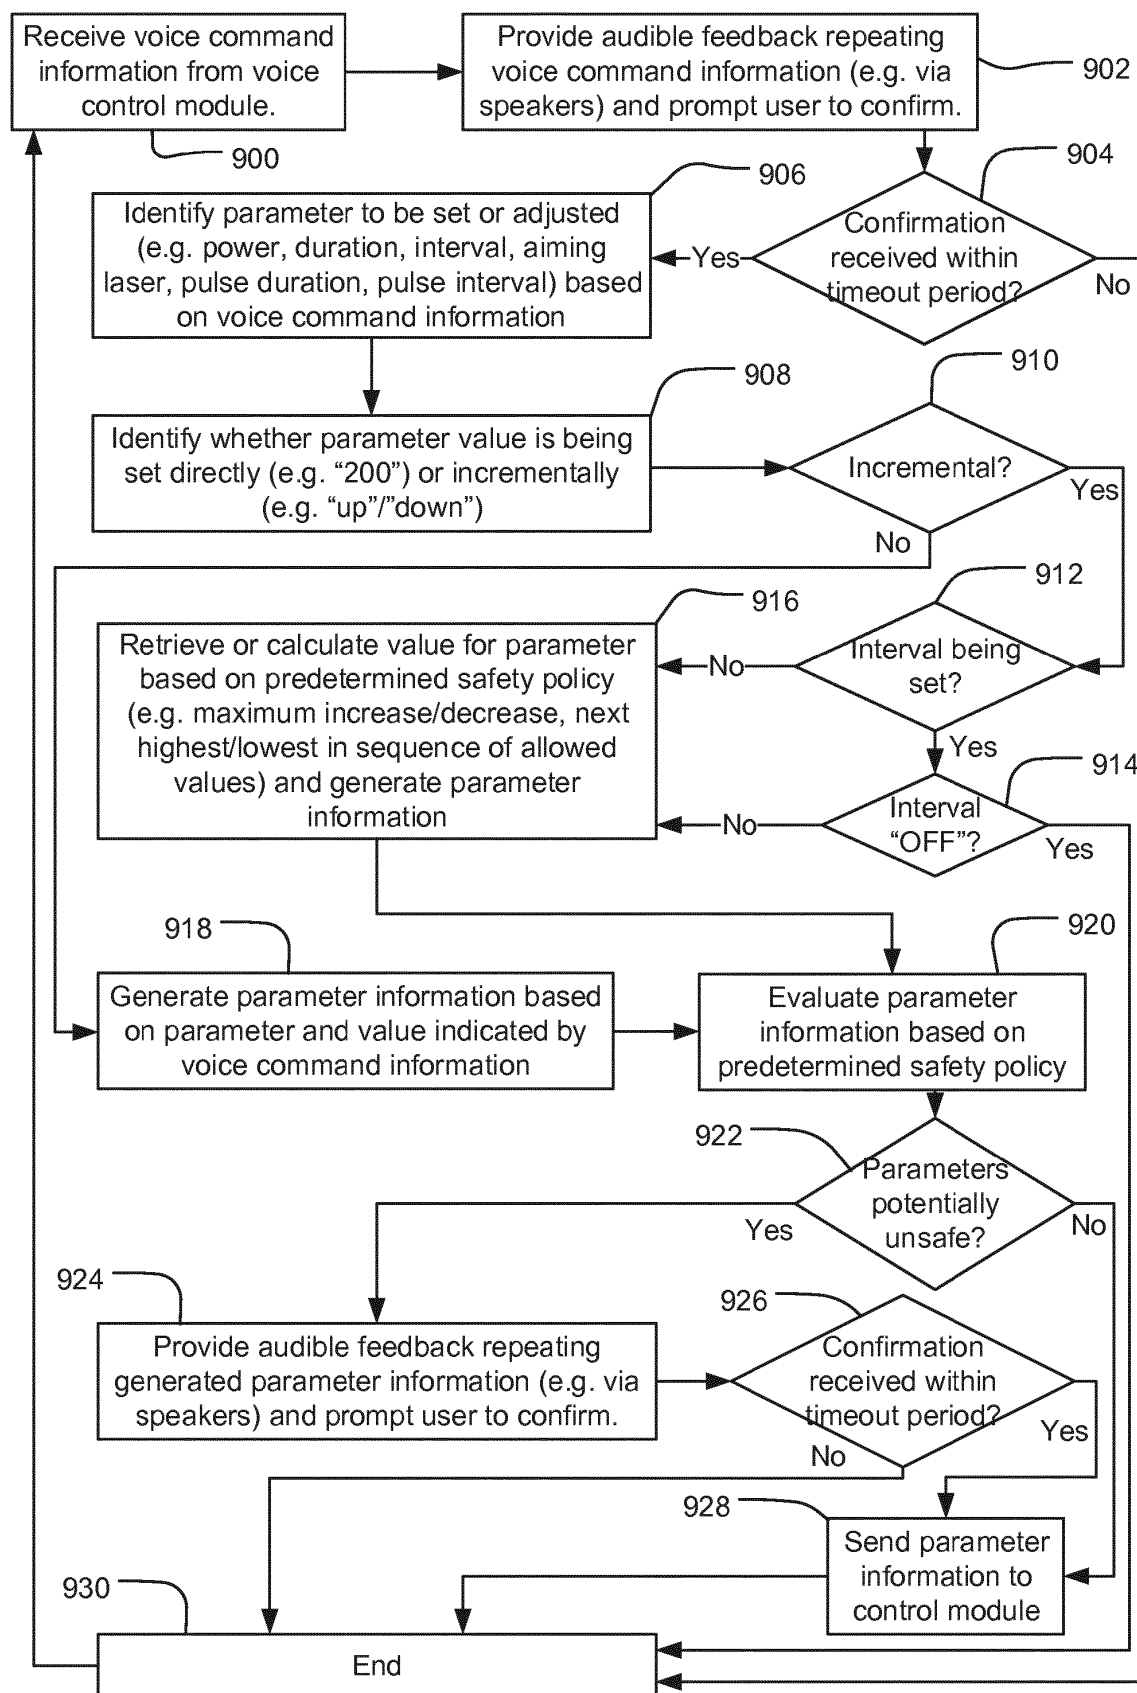 Receive voice command
information from voice
control module.
900
Provide audible feedback repeating
voice command information (e.g. via
speakers) and prompt user to confirm.
902
904
Confirmation
received within
timeout period?
Yes
No
906
Identify parameter to be set or adjusted
(e.g. power, duration, interval, aiming
laser, pulse duration, pulse interval) based
on voice command information
908
Identify whether parameter value is being
set directly (e.g. “200”) or incrementally
(e.g. “up”/”down”)
910
Incremental?
Yes
No
912
Interval being
set?
No
Yes
914
Interval
“OFF”?
No
Yes
916
Retrieve or calculate value for parameter
based on predetermined safety policy
(e.g. maximum increase/decrease, next
highest/lowest in sequence of allowed
values) and generate parameter
information
918
Generate parameter information based
on parameter and value indicated by
voice command information
920
Evaluate parameter
information based on
predetermined safety policy
922
Parameters
potentially
unsafe?
Yes
No
924
Provide audible feedback repeating
generated parameter information (e.g. via
speakers) and prompt user to confirm.
926
Confirmation
received within
timeout period?
Yes
No
928
Send parameter
information to
control module
930
End